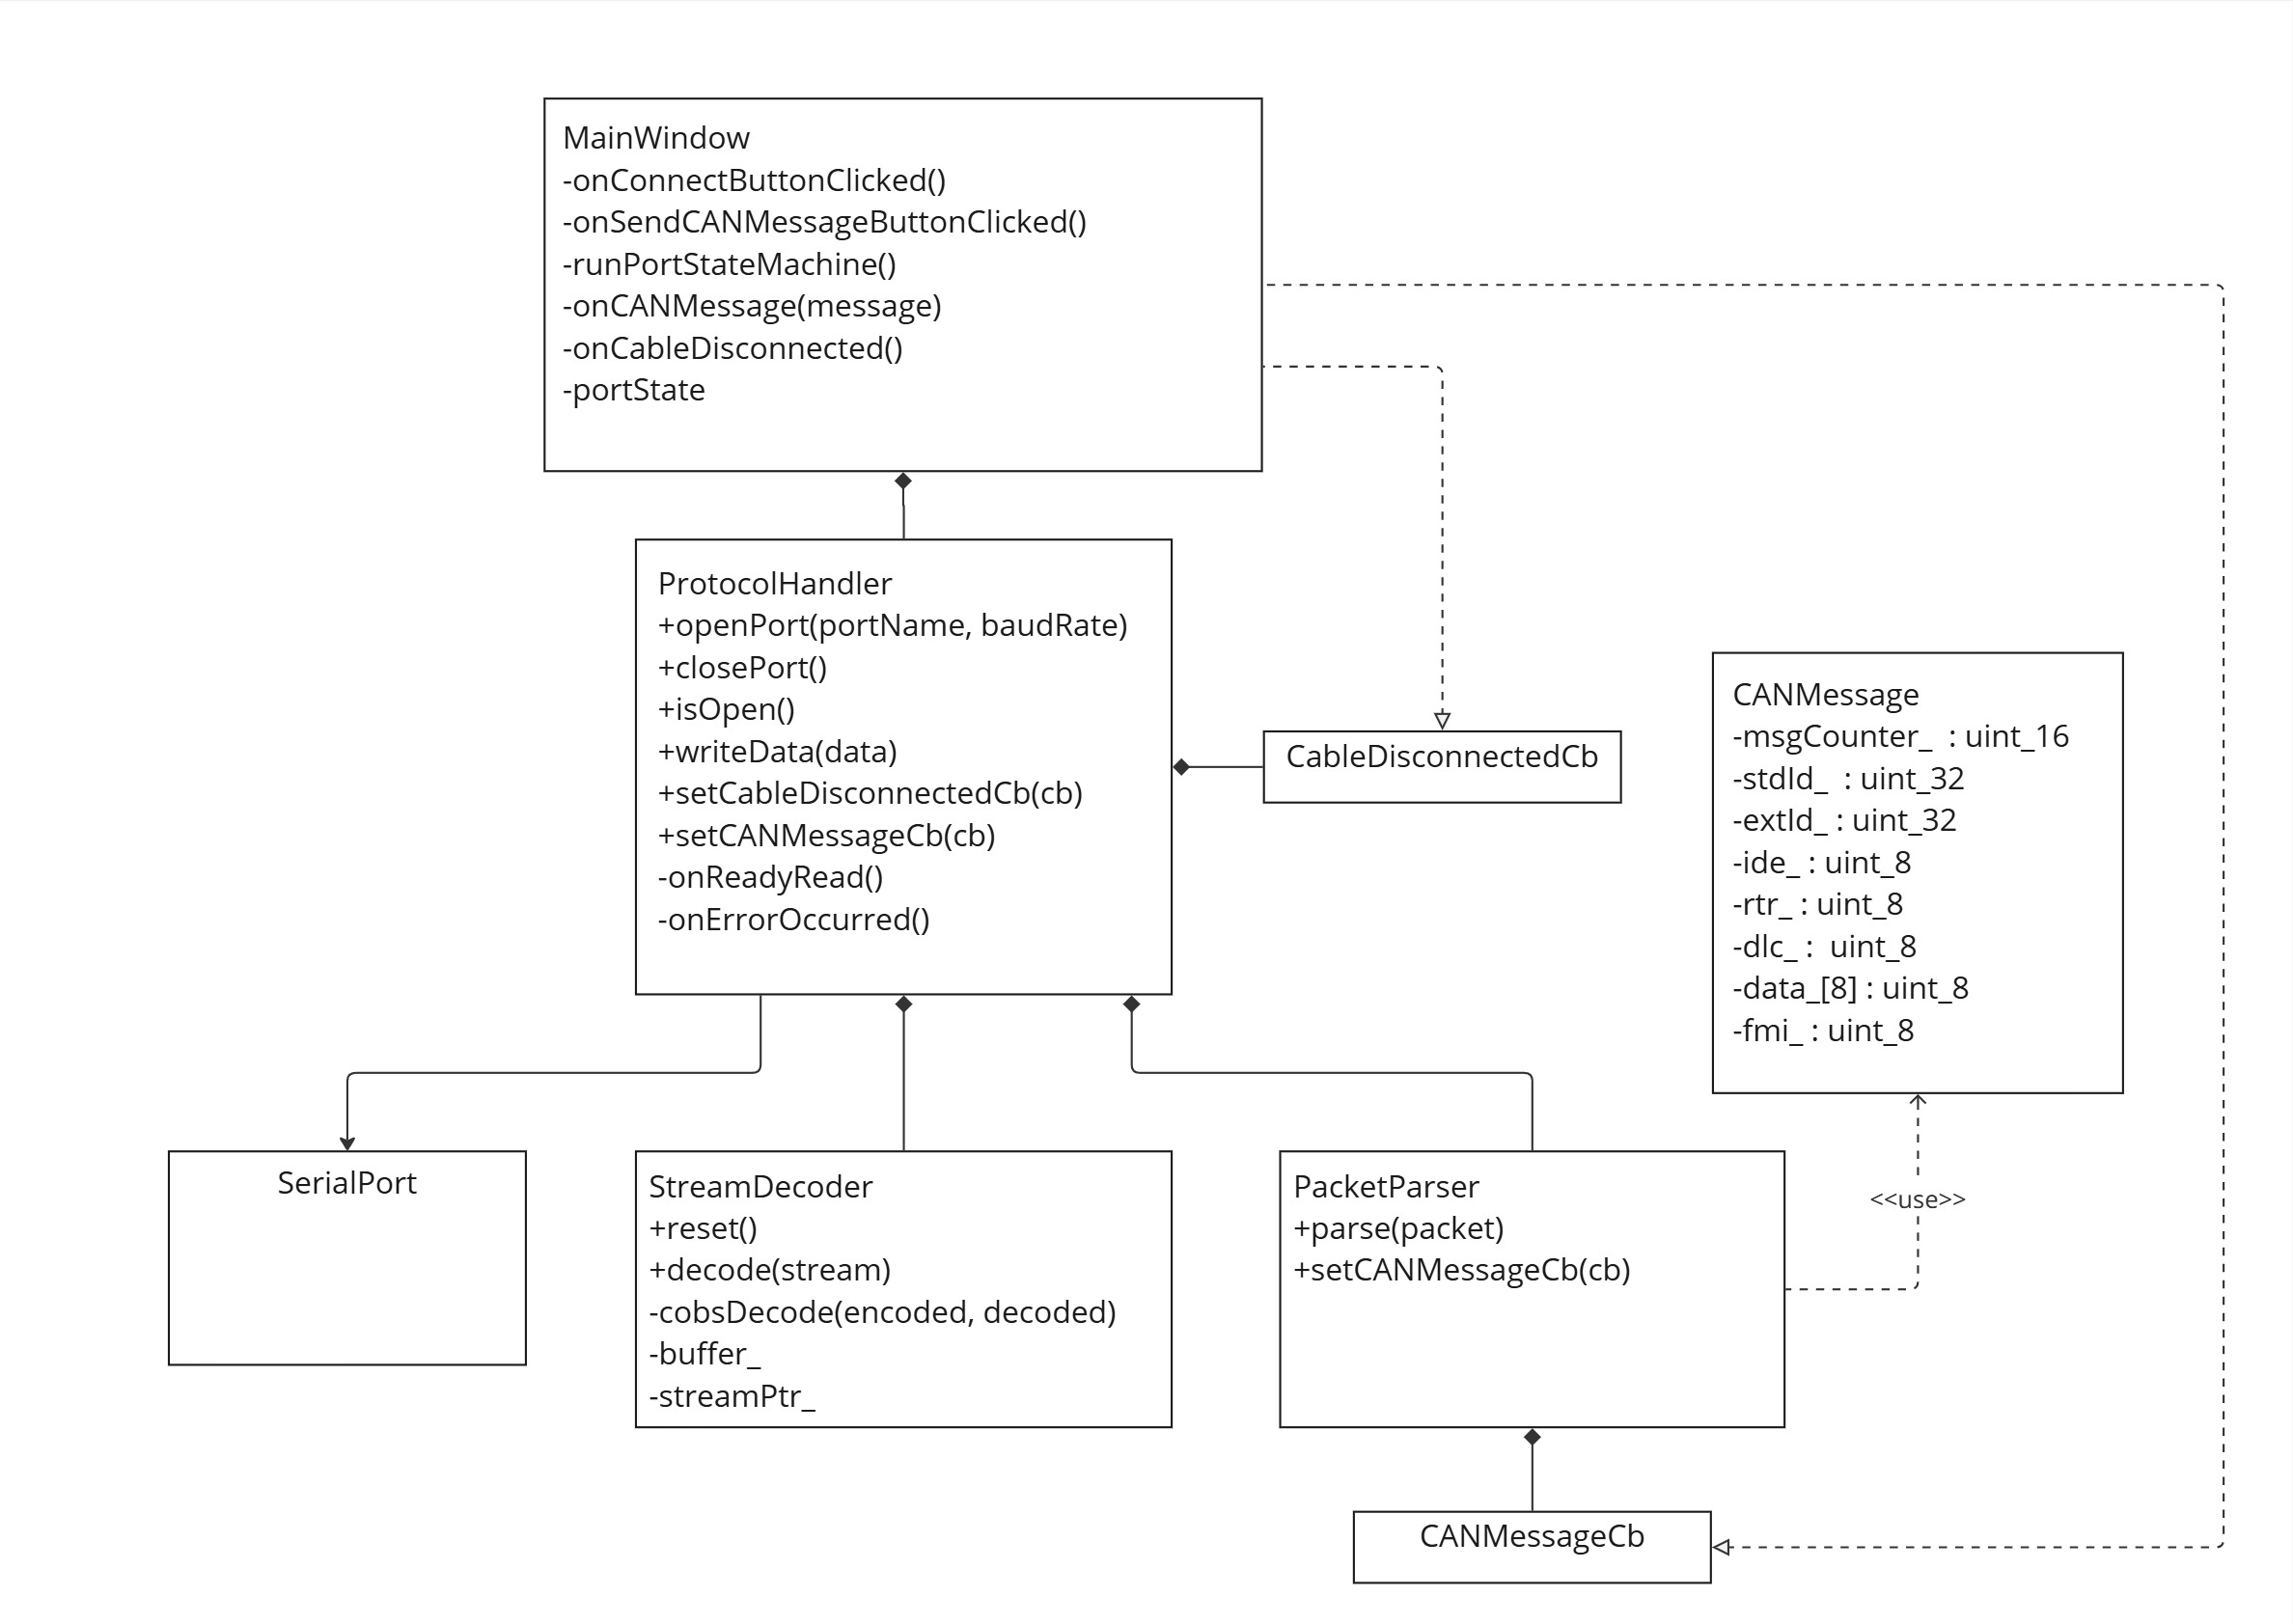 MainWindow
-onConnectButtonClicked()
-onSendCANMessageButtonClicked()
-runPortStateMachine()
-onCANMessage(message)
-onCableDisconnected()
-portState
ProtocolHandler
+openPort(portName, baudRate)
+closePort()
+isOpen()
+writeData(data)
+setCableDisconnectedCb(cb)
+setCANMessageCb(cb)
-onReadyRead()
-onErrorOccurred()
CableDisconnectedCb
CANMessage
-msgCounter_  : uint_16
-stdId_  : uint_32
-extId_ : uint_32
-ide_ : uint_8
-rtr_ : uint_8
-dlc_ :  uint_8
-data_[8] : uint_8
-fmi_ : uint_8
SerialPort
StreamDecoder
+reset()
+decode(stream)
-cobsDecode(encoded, decoded)
-buffer_
-streamPtr_
PacketParser
+parse(packet)
+setCANMessageCb(cb)
<<use>>
CANMessageCb